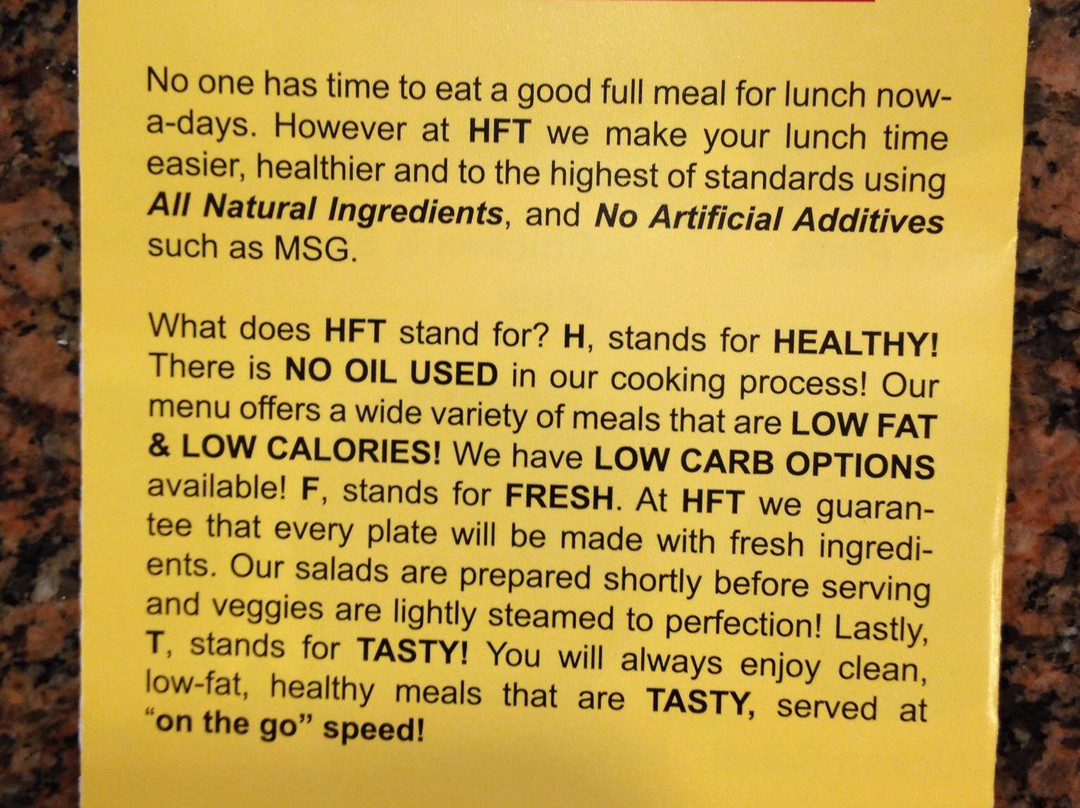 No one has time to eat a good full meal for lunch now-
a-days. However at HFT we make your lunch time
easier, healthier and to the highest of standards using
All Natural Ingredients, and No Artificial Additives
such as MSG.
What does HFT stand for? H, stands for HEALTHY!
There is NO OIL USED in our cooking process! Our
menu offers a wide variety of meals that are LOW FAT
& LOW CALORIES! We have LOW CARB OPTIONS
available! F, stands for FRESH. At HFT we guaran-
tee that every plate will be made with fresh ingredi-
ents. Our salads are prepared shortly before serving
and veggies are lightly steamed to perfection! Lastly,
T, stands for TASTY! You will always enjoy clean,
low-fat, healthy meals that are TASTY, served at
“on the go” speed!